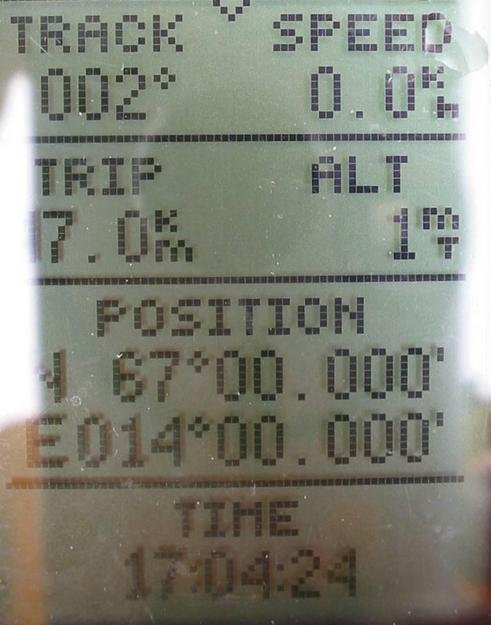 TRACK SPEED
002° 0.0 k h
TRIP ALT
7.0 k m 1 m T
POSITION
N 67°00.000'
E014°00.000'
TIME
17:04:24